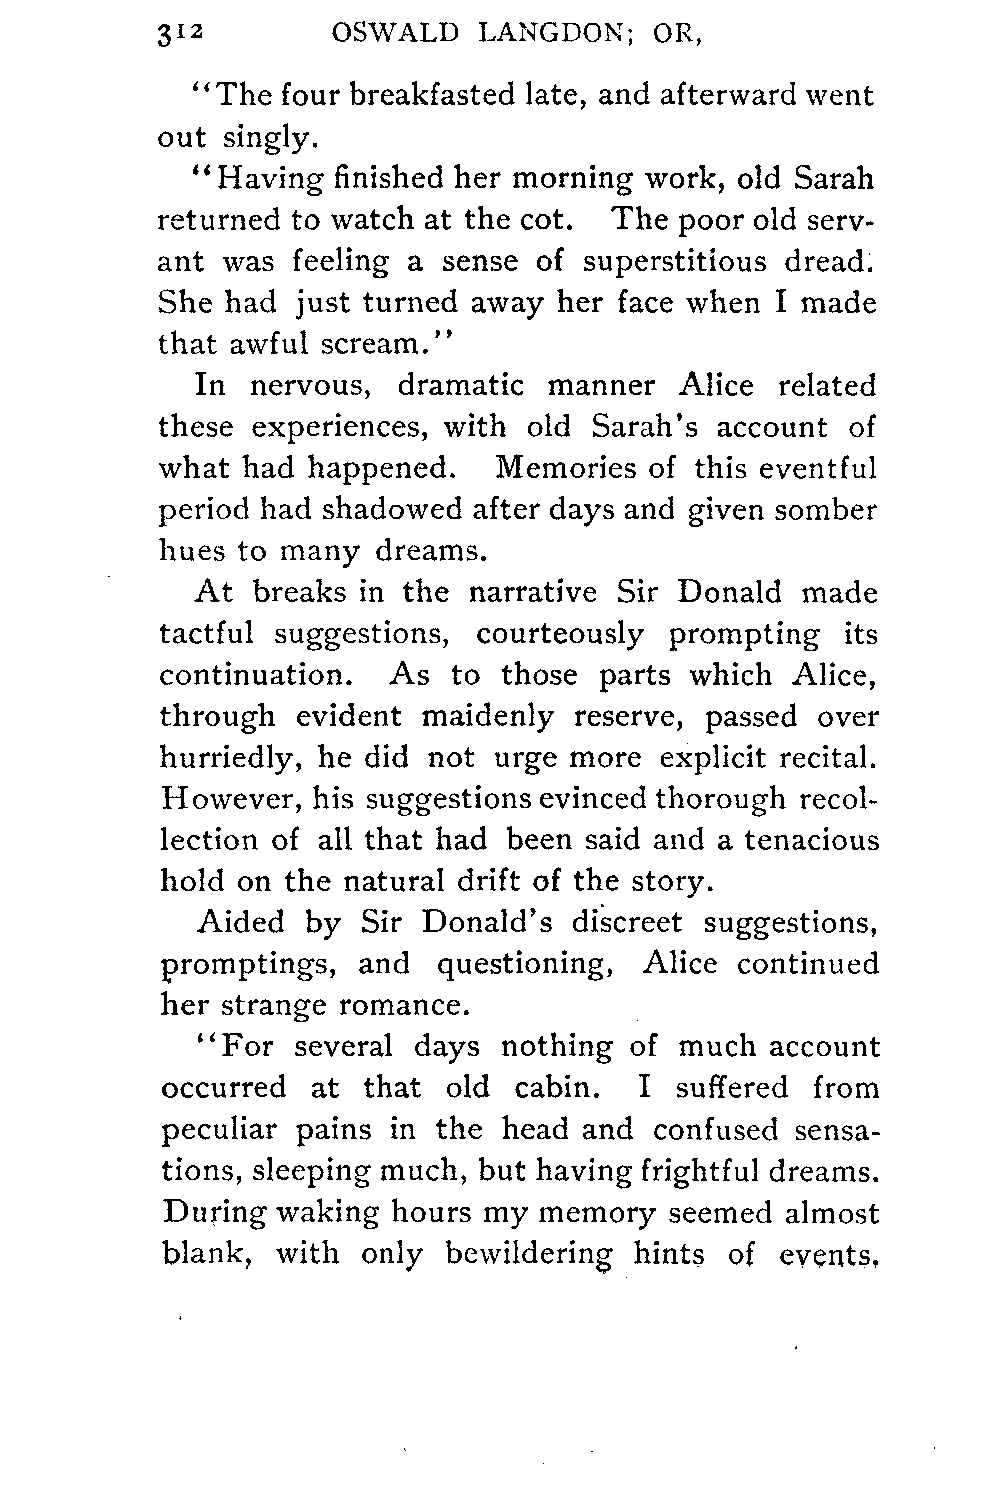 312 OSWALD LANGDON; OR,
"The four breakfasted late, and afterward went
out singly.
"Having finished her morning work, old Sarah
returned to watch at the cot. The poor old serv-
ant was feeling a sense of superstitious dread.
She had just turned away her face when I made
that awful scream."
In nervous, dramatic manner Alice related
these experiences, with old Sarah's account of
what had happened. Memories of this eventful
period had shadowed after days and given somber
hues to many dreams.
At breaks in the narrative Sir Donald made
tactful suggestions, courteously prompting its
continuation. As to those parts which Alice,
through evident maidenly reserve, passed over
hurriedly, he did not urge more explicit recital.
However, his suggestions evinced thorough recol-
lection of all that had been said and a tenacious
hold on the natural drift of the story.
Aided by Sir Donald's discreet suggestions,
promptings, and questioning, Alice continued
her strange romance.
"For several days nothing of much account
occurred at that old cabin. I suffered from
peculiar pains in the head and confused sensa-
tions, sleeping much, but having frightful dreams.
During waking hours my memory seemed almost
blank, with only bewildering hints of events,